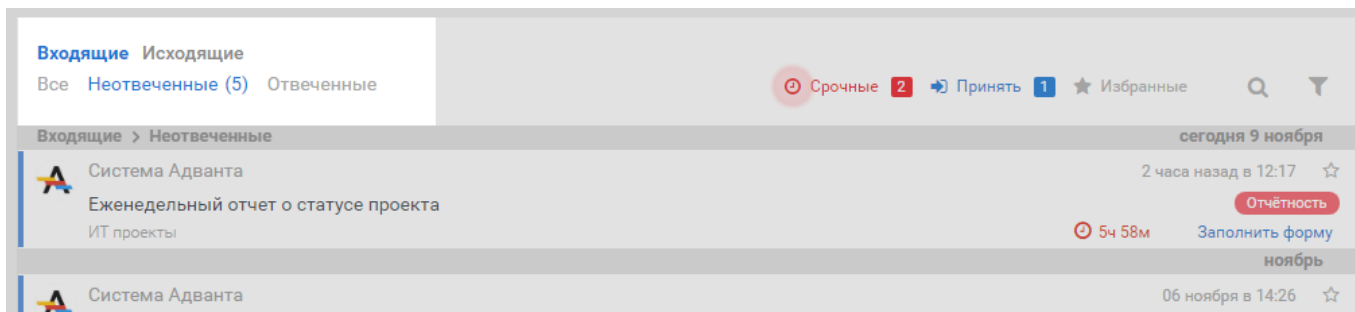 Входящие Исходящие
Все Неотвеченные (5) Отвеченные
Срочные 2 Принять 1 Избранные
Входящие > Неотвеченные сегодня 9 ноября
Система Адванта 2 часа назад в 12:17
Еженедельный отчет о статусе проекта Отчётность
ИТ проекты 5ч 58м Заполнить форму
ноябрь
Система Адванта 06 ноября в 14:26